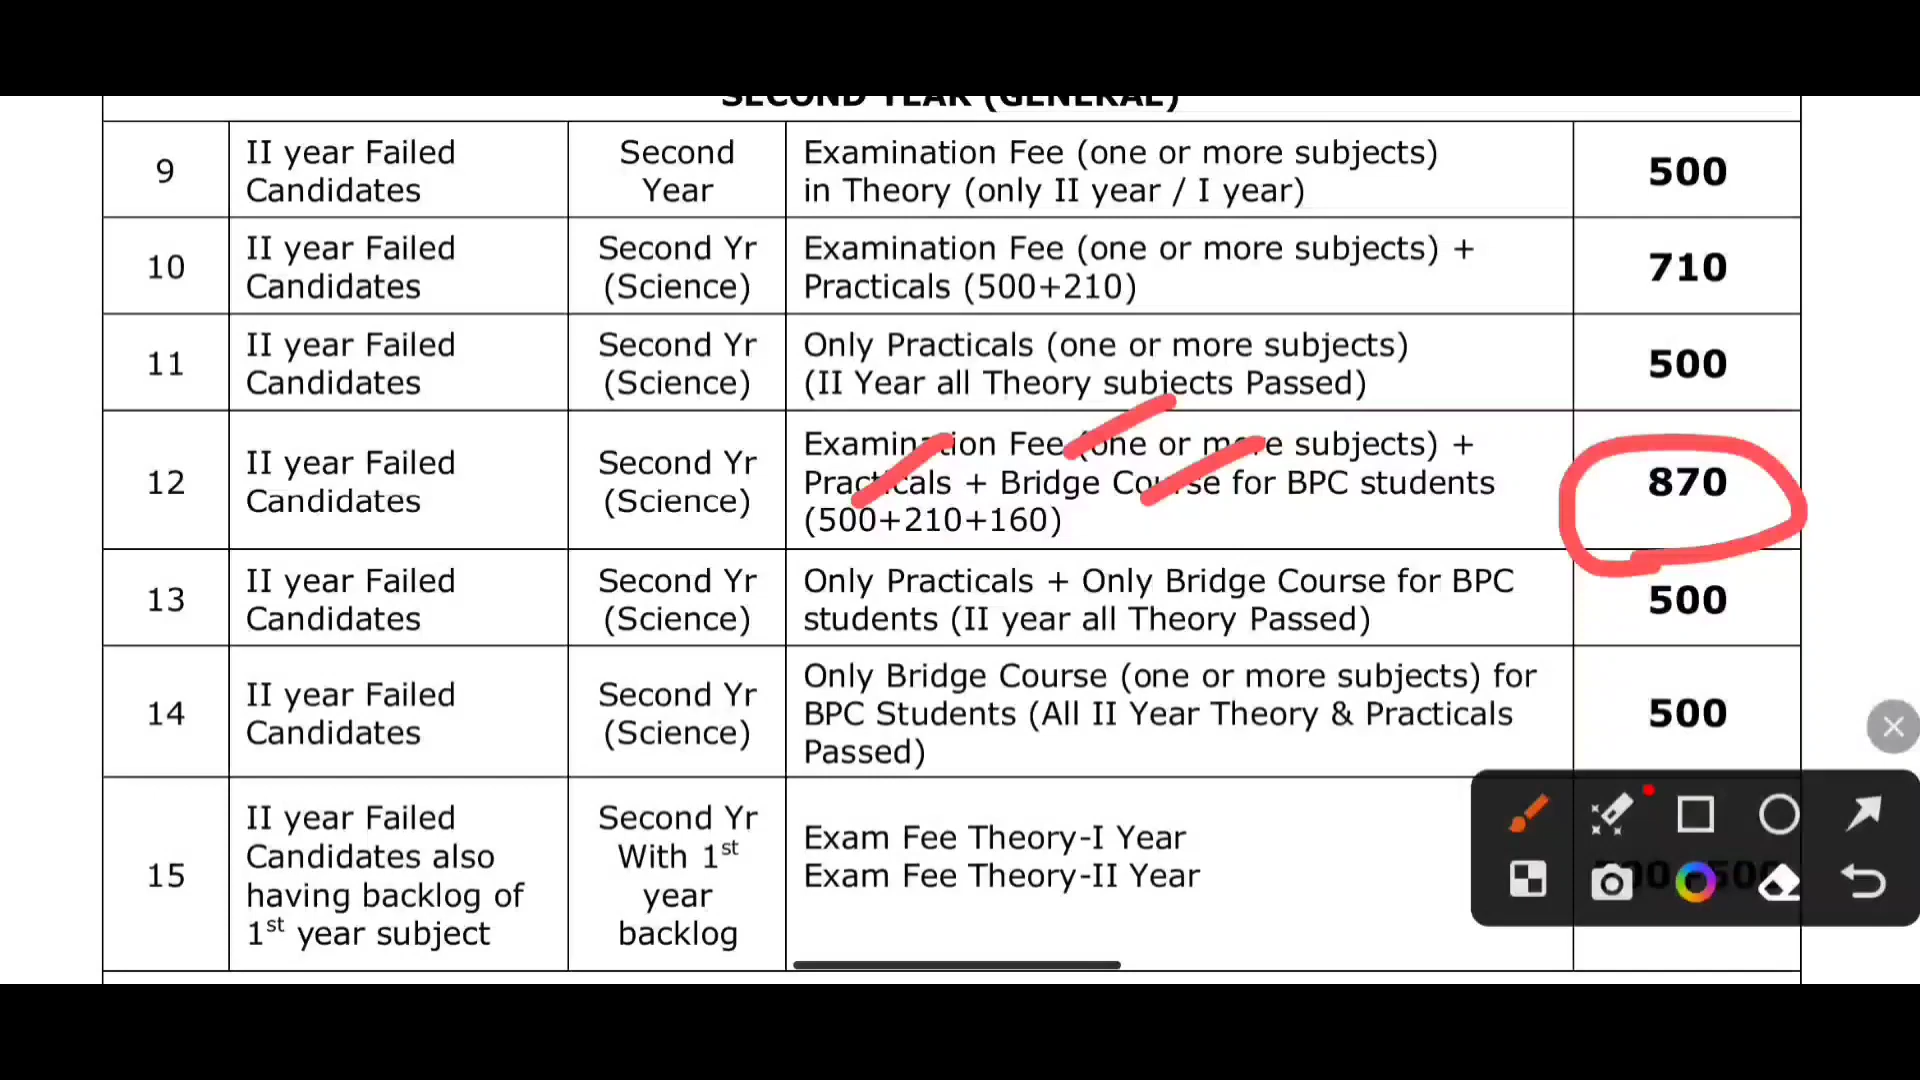 SECOND YEAR (GENERAL)
9
II year Failed
Candidates
Second
Year
Examination Fee (one or more subjects)
in Theory (only II year / I year)
500
10
II year Failed
Candidates
Second Yr
(Science)
Examination Fee (one or more subjects) +
Practicals (500+210)
710
11
II year Failed
Candidates
Second Yr
(Science)
Only Practicals (one or more subjects)
(II Year all Theory subjects Passed)
500
12
II year Failed
Candidates
Second Yr
(Science)
Examination Fee (one or more subjects) +
Practicals + Bridge Course for BPC students
(500+210+160)
870
13
II year Failed
Candidates
Second Yr
(Science)
Only Practicals + Only Bridge Course for BPC
students (II year all Theory Passed)
500
14
II year Failed
Candidates
Second Yr
(Science)
Only Bridge Course (one or more subjects) for
BPC Students (All II Year Theory & Practicals
Passed)
500
15
II year Failed
Candidates also
having backlog of
1st year subject
Second Yr
With 1st
year
backlog
Exam Fee Theory-I Year
Exam Fee Theory-II Year